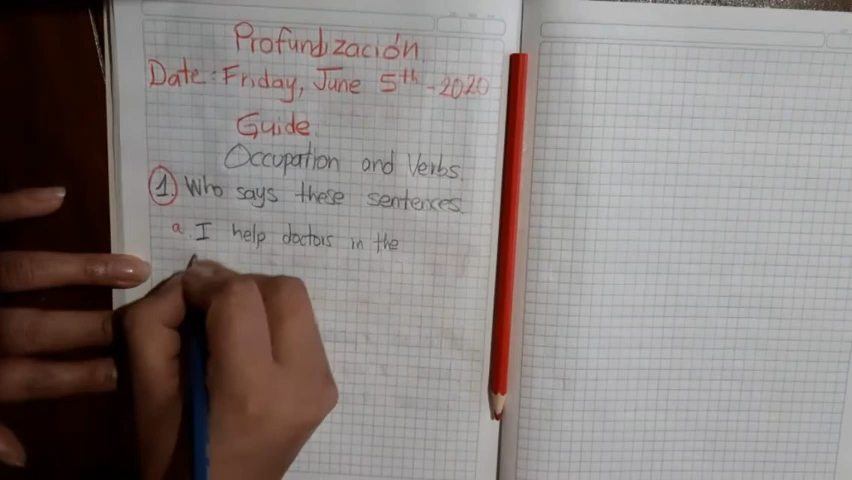 Profundización
Date: Friday, June 5th - 2020
Guide.
Occupation and Verbs.
1. Who says these sentences.
a. I help doctors in the